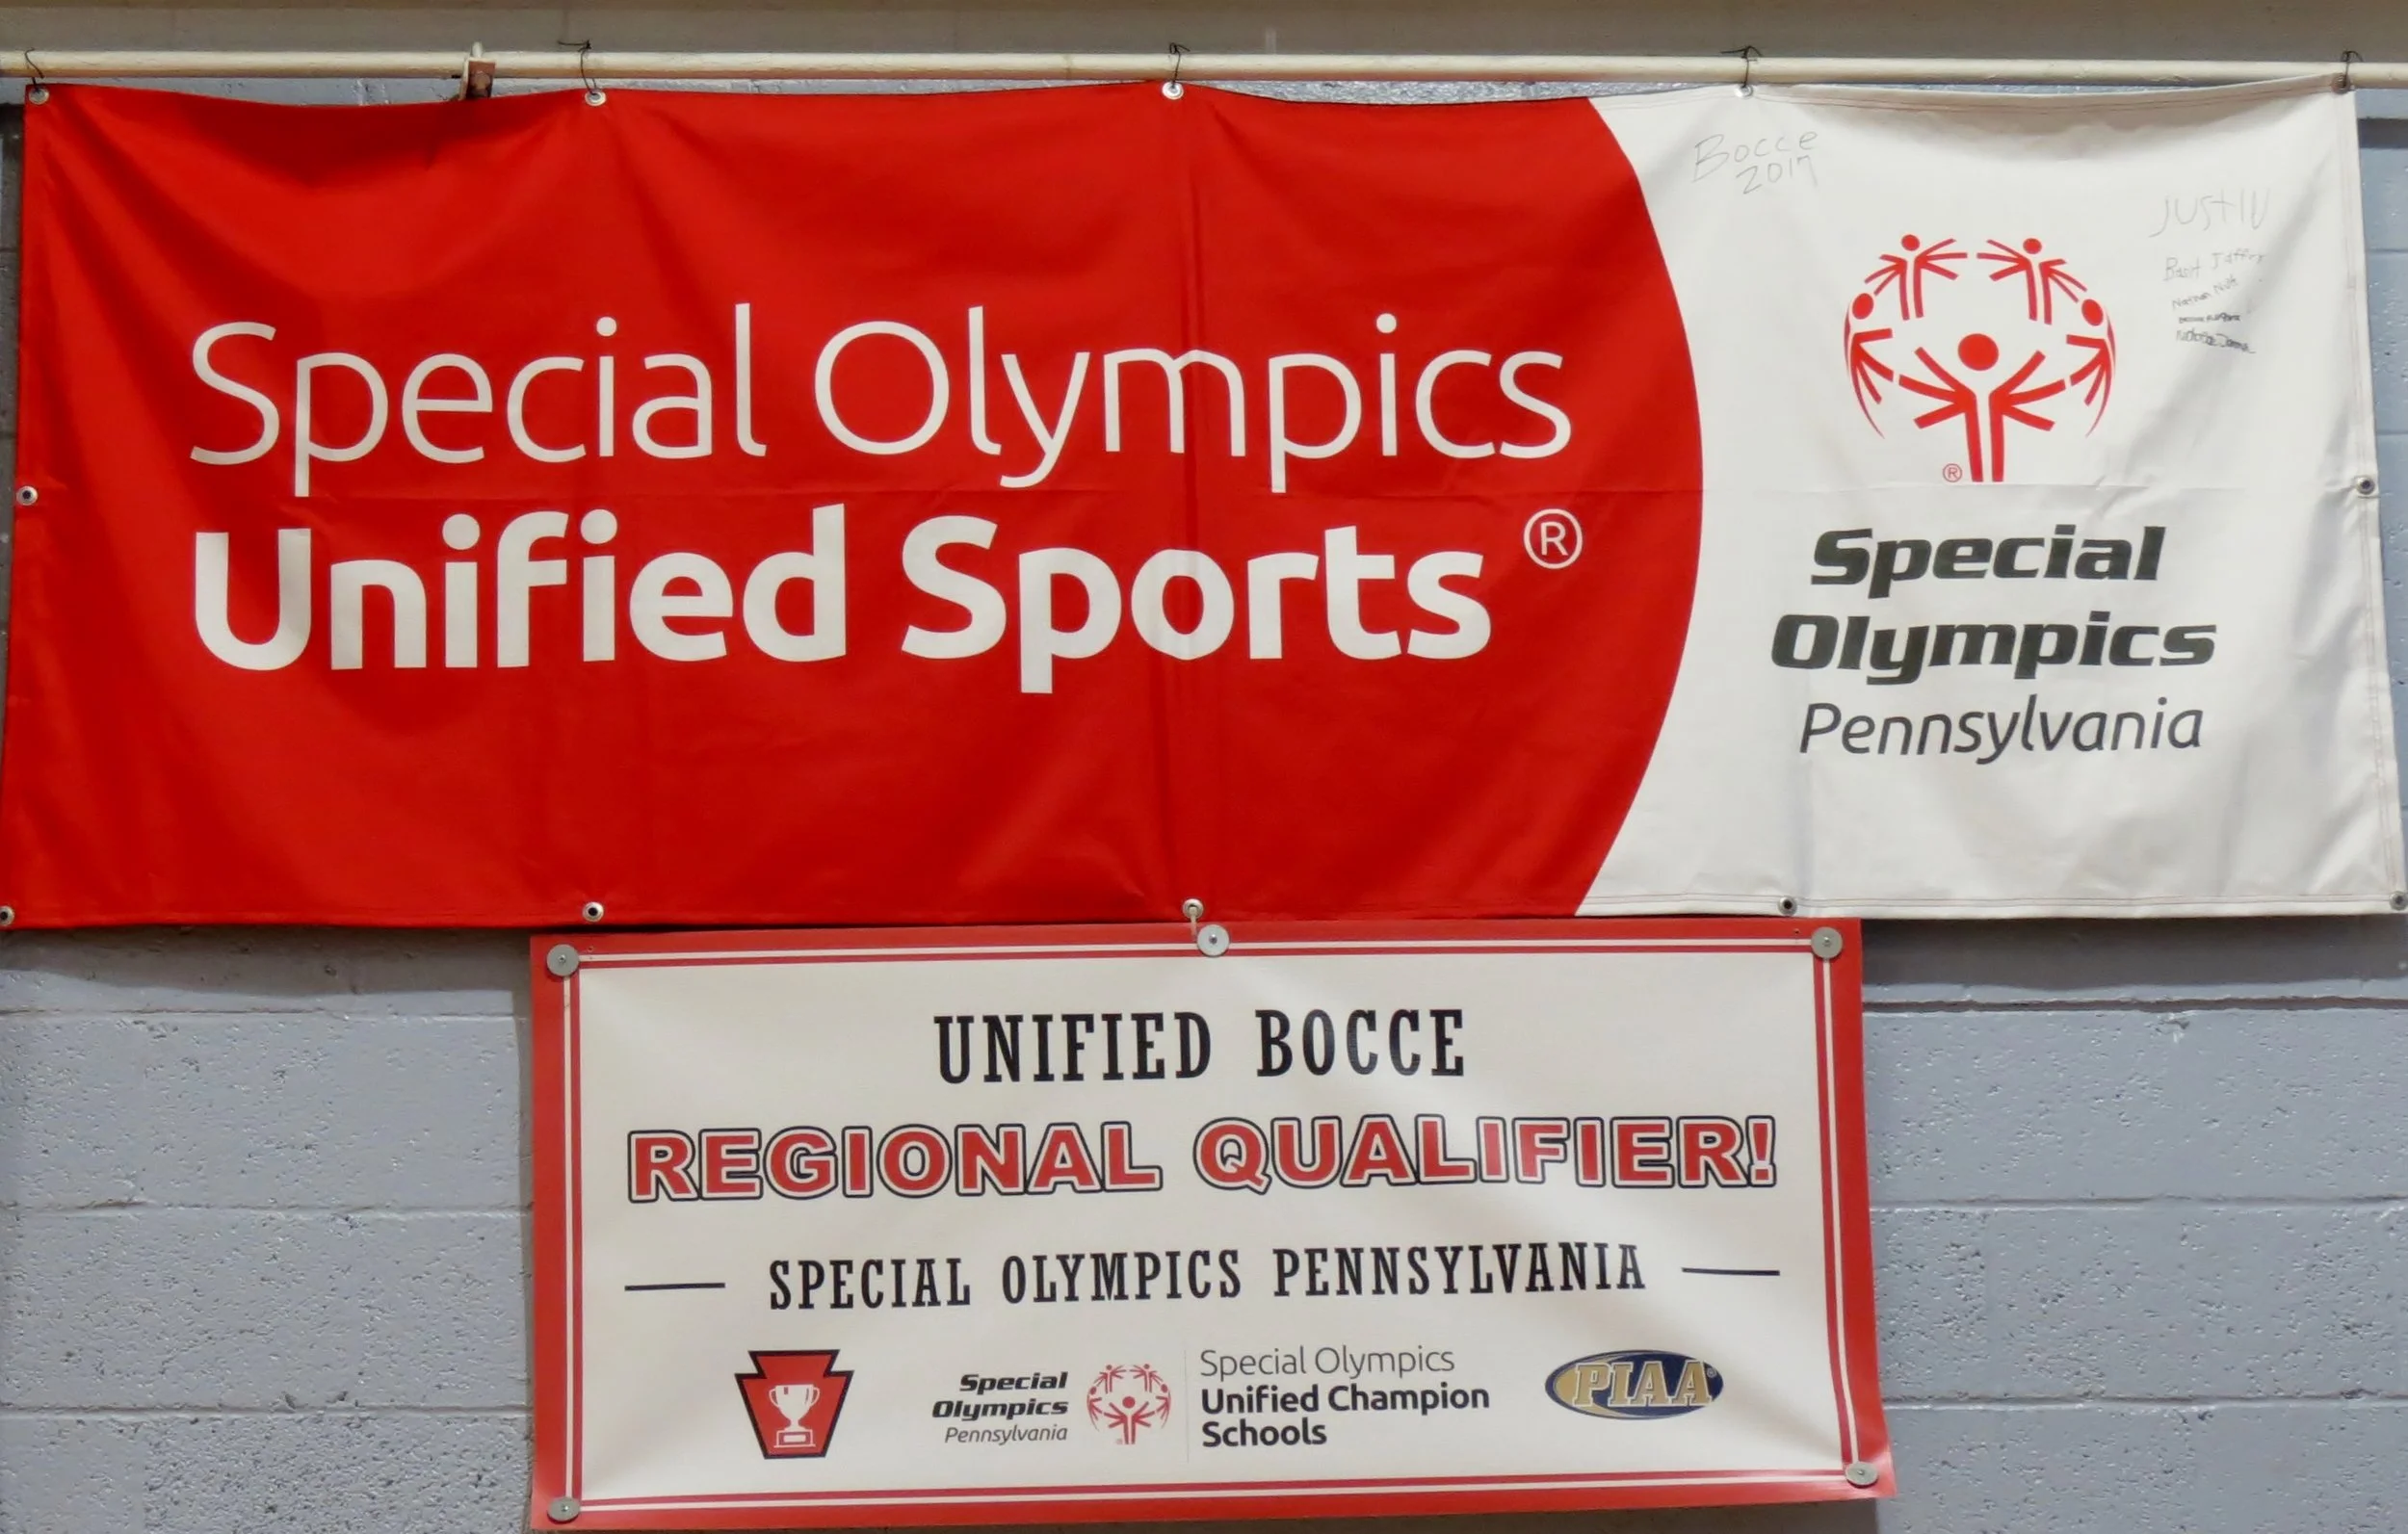 Bocce
2017
JUSTIN
Special Olympics
Unified Sports ®
®
Special
Olympics
Pennsylvania
UNIFIED BOCCE
REGIONAL QUALIFIER!
SPECIAL OLYMPICS PENNSYLVANIA
Special
Olympics
Pennsylvania
Special Olympics
Unified Champion
Schools
PIAA